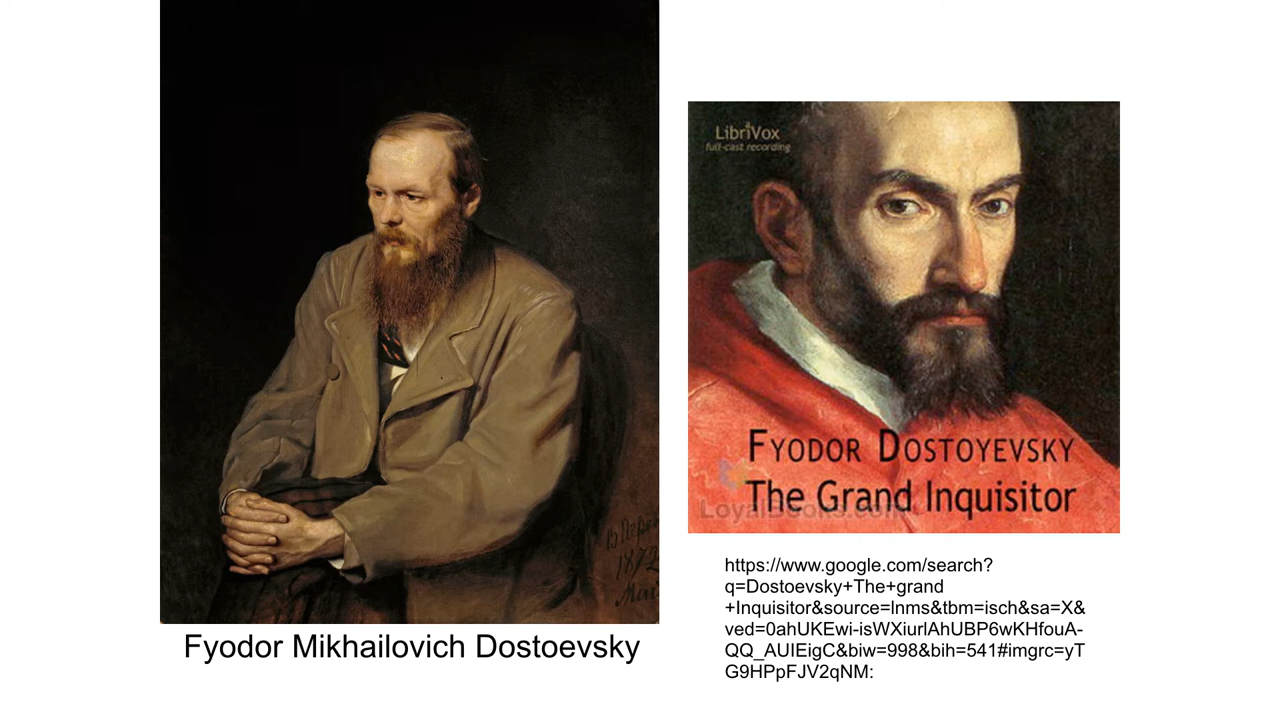 LibriVox
full-cast recording
FYODOR DOSTOYEVSKY
The Grand Inquisitor
LoyalBooks.com
1872
Fyodor Mikhailovich Dostoevsky
https://www.google.com/search?
q=Dostoevsky+The+grand
+Inquisitor&source=lnms&tbm=isch&sa=X&
ved=0ahUKEwi-isWXiurlAhUBP6wKHfouA-
QQ_AUIEigC&biw=998&bih=541#imgrc=yT
G9HPpFJV2qNM: